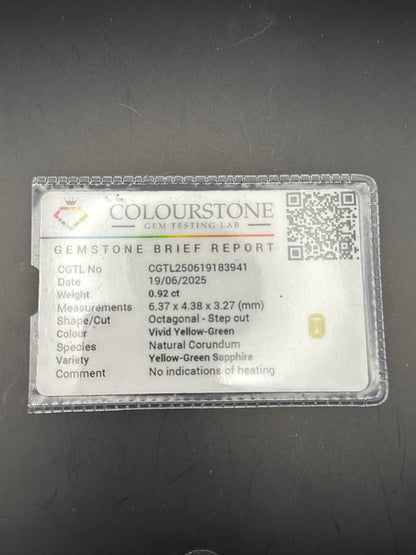 COLOURSTONE
GEM TESTING LAB
GEMSTONE BRIEF REPORT
CGTL No CGTL250619183941
Date 19/06/2025
Weight 0.92 ct
Measurements 6.37 x 4.38 x 3.27 (mm)
Shape/Cut Octagonal - Step cut
Colour Vivid Yellow-Green
Species Natural Corundum
Variety Yellow-Green Sapphire
Comment No indications of heating